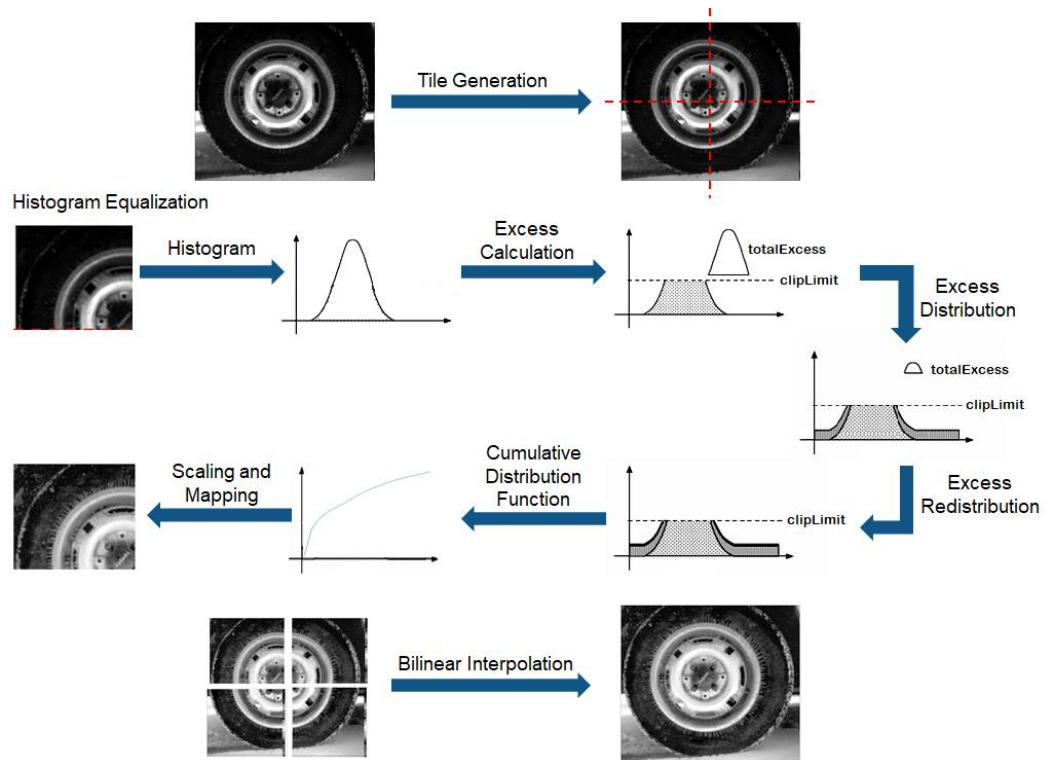 Tile Generation
Histogram Equalization
Histogram
Excess
Calculation
totalExcess
clipLimit
Excess
Distribution
totalExcess
clipLimit
Scaling and
Mapping
Cumulative
Distribution
Function
clipLimit
Excess
Redistribution
Bilinear Interpolation